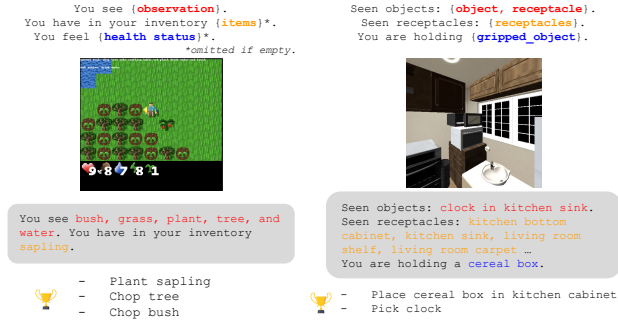 You see {observation}.
You have in your inventory {items}*.
You feel {health status}*.
*omitted if empty.
9 8 7 8 1
You see bush, grass, plant, tree, and
water. You have in your inventory
sapling.
- Plant sapling
- Chop tree
- Chop bush
Seen objects: {object, receptacle}.
Seen receptacles: {receptacles}.
You are holding {gripped_object}.
Seen objects: clock in kitchen sink.
Seen receptacles: kitchen bottom
cabinet, kitchen sink, living room
shelf, living room carpet …
You are holding a cereal box.
- Place cereal box in kitchen cabinet
- Pick clock